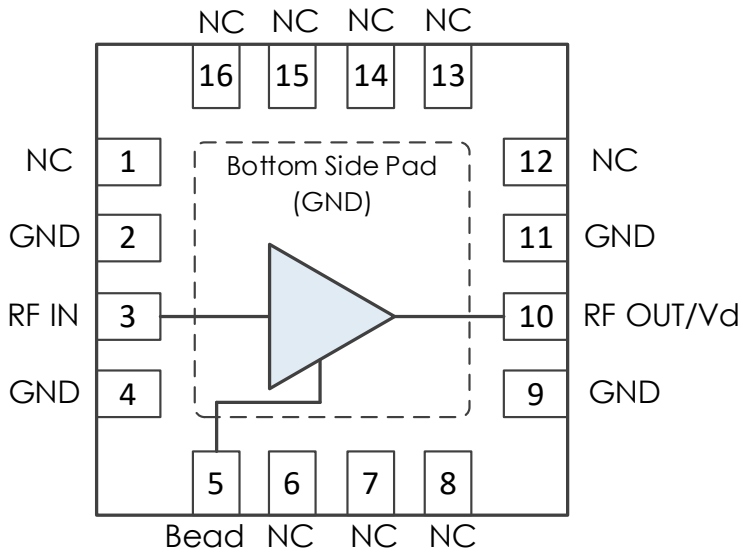 NC NC NC NC
16 15 14 13
NC 1 Bottom Side Pad 12 NC
(GND)
GND 2 11 GND
RF IN 3 10 RF OUT/Vd
GND 4 9 GND
5 6 7 8
Bead NC NC NC